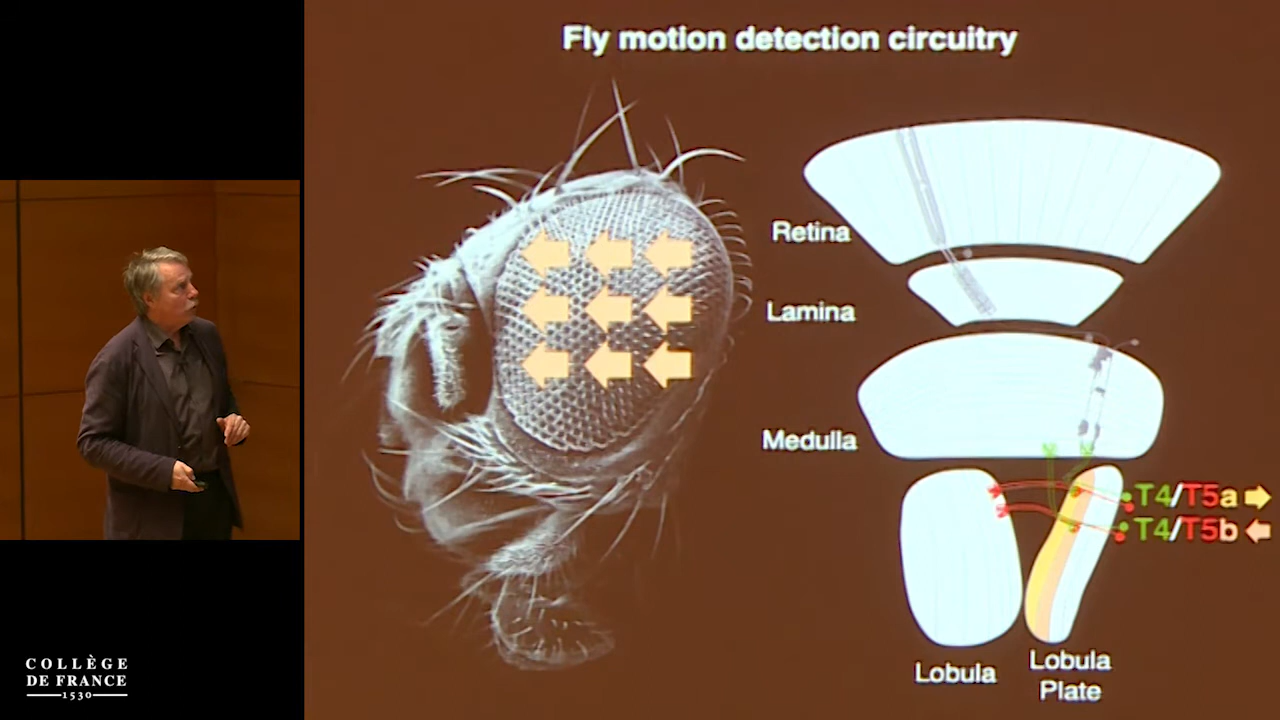 Fly motion detection circuitry
Retina
Lamina
Medulla
T4/T5a
T4/T5b
Lobula
Lobula
Plate
COLLÈGE
DE FRANCE
1530